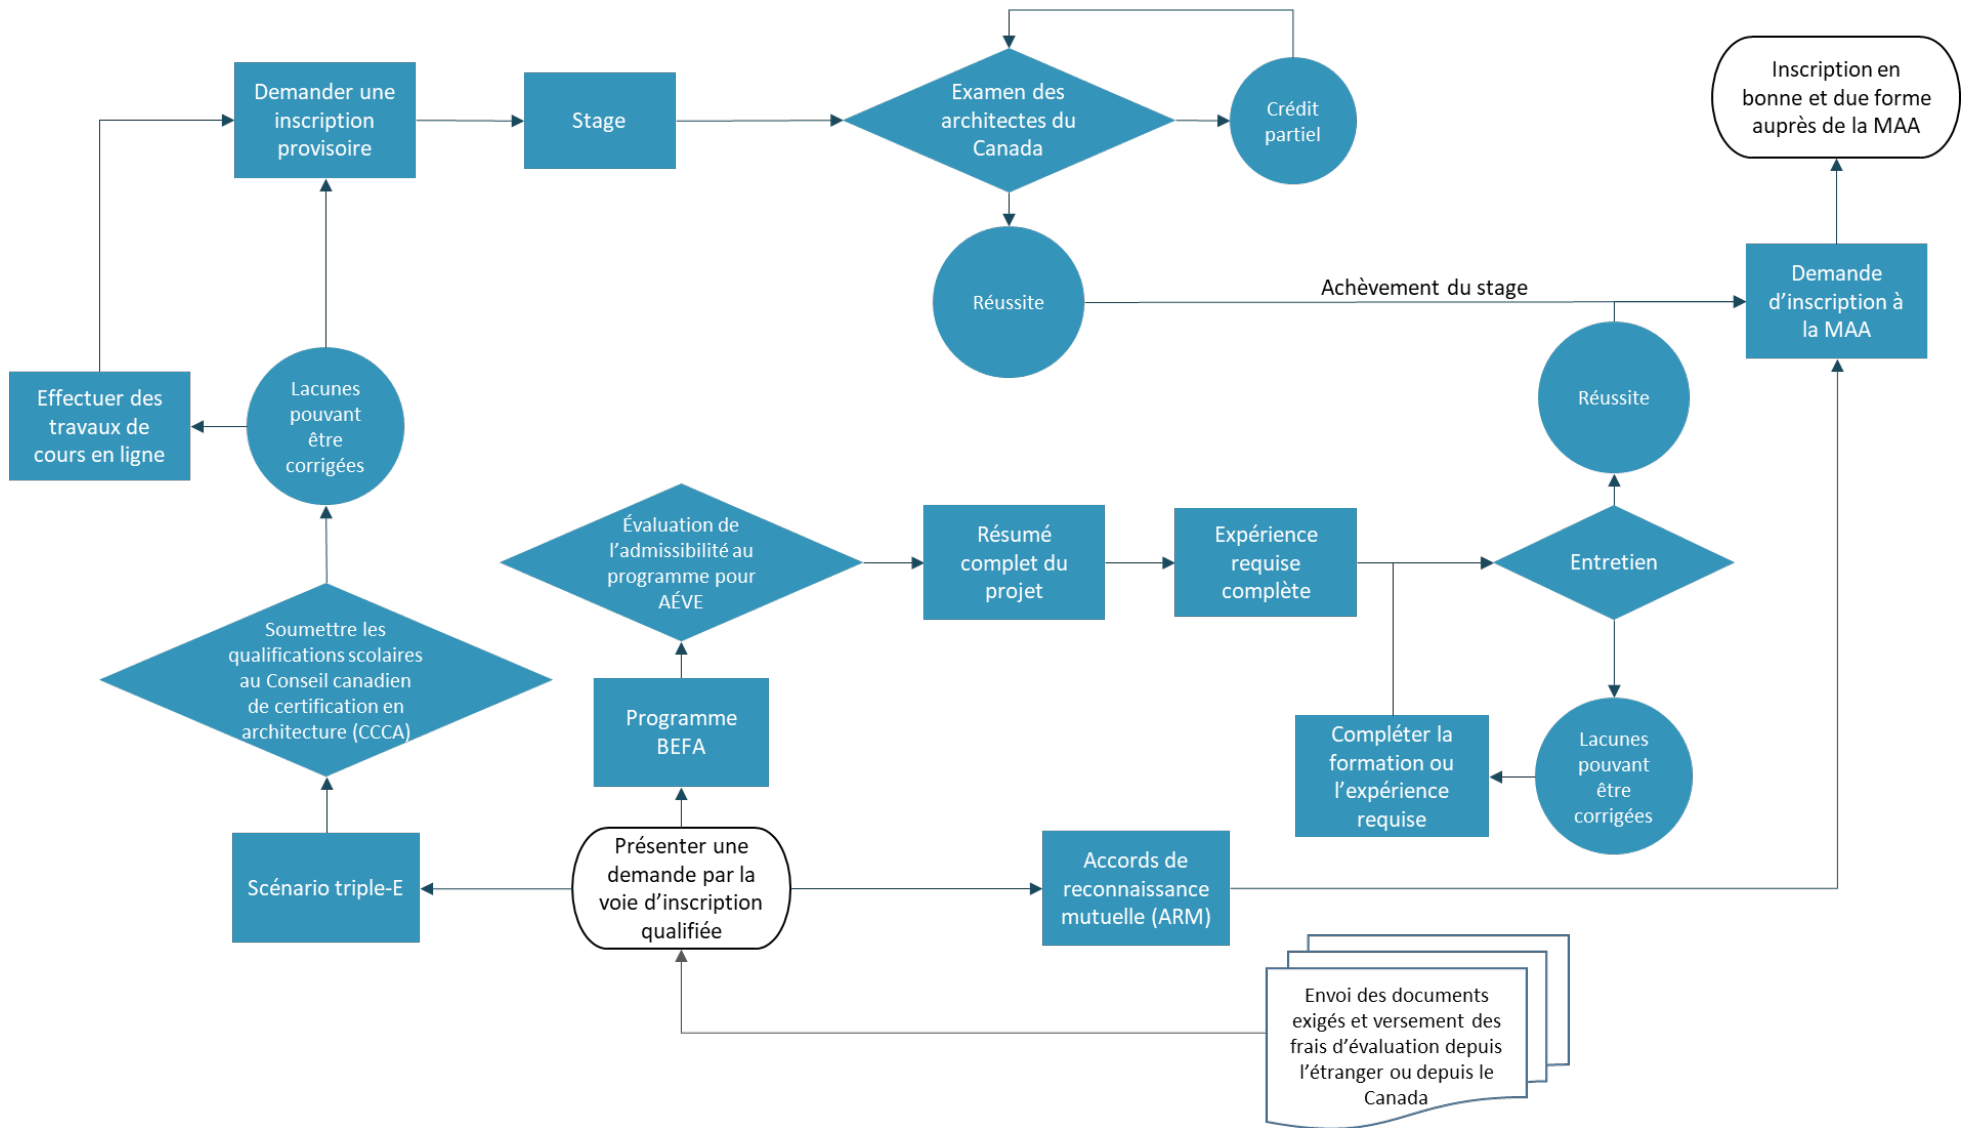 Demander une
inscription
provisoire
Stage
Examen des
architectes du
Canada
Crédit
partiel
Inscription en
bonne et due forme
auprès de la MAA
Réussite
Achèvement du stage
Demande
d’inscription à
la MAA
Effectuer des
travaux de
cours en ligne
Lacunes
pouvant
être
corrigées
Réussite
Évaluation de
l’admissibilité au
programme pour
AÉVE
Résumé
complet du
projet
Expérience
requise
complète
Entretien
Soumettre les
qualifications scolaires
au Conseil canadien
de certification en
architecture (CCCA)
Programme
BEFA
Compléter la
formation ou
l’expérience
requise
Lacunes
pouvant
être
corrigées
Scénario triple-E
Présenter une
demande par la
voie d’inscription
qualifiée
Accords de
reconnaissance
mutuelle (ARM)
Envoi des documents
exigés et versement des
frais d’évaluation depuis
l’étranger ou depuis le
Canada